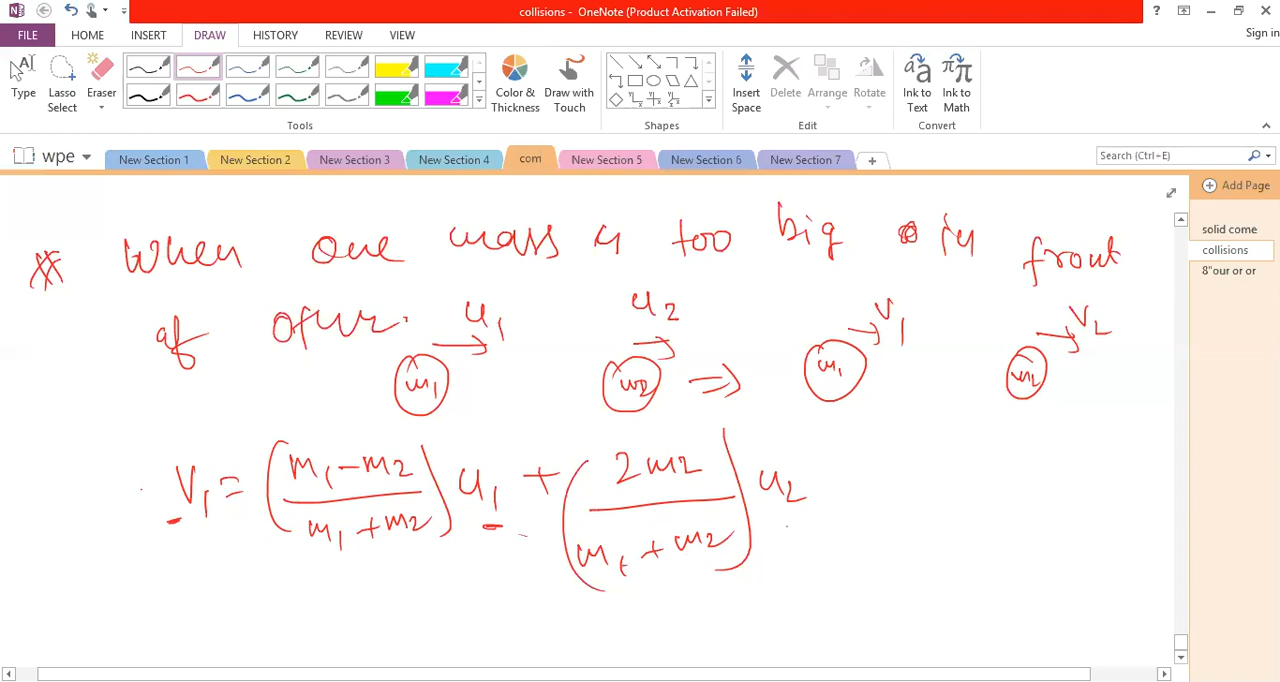 collisions - OneNote (Product Activation Failed)
FILE HOME INSERT DRAW HISTORY REVIEW VIEW Sign in
Type Lasso Select Eraser Color & Thickness Draw with Touch Insert Space Delete Arrange Rotate Ink to Text Ink to Math
Tools Shapes Edit Convert
wpe New Section 1 New Section 2 New Section 3 New Section 4 com New Section 5 New Section 6 New Section 7 Search (Ctrl+E)
Add Page
solid come
collisions
8"our or or
When one mass is too big in front
of other.
u1 u2 v1 v2
m1 m2 ⇒ m1 m2
v1 = ((m1 - m2)/(m1 + m2)) u1 + ((2m2)/(m1 + m2)) u2